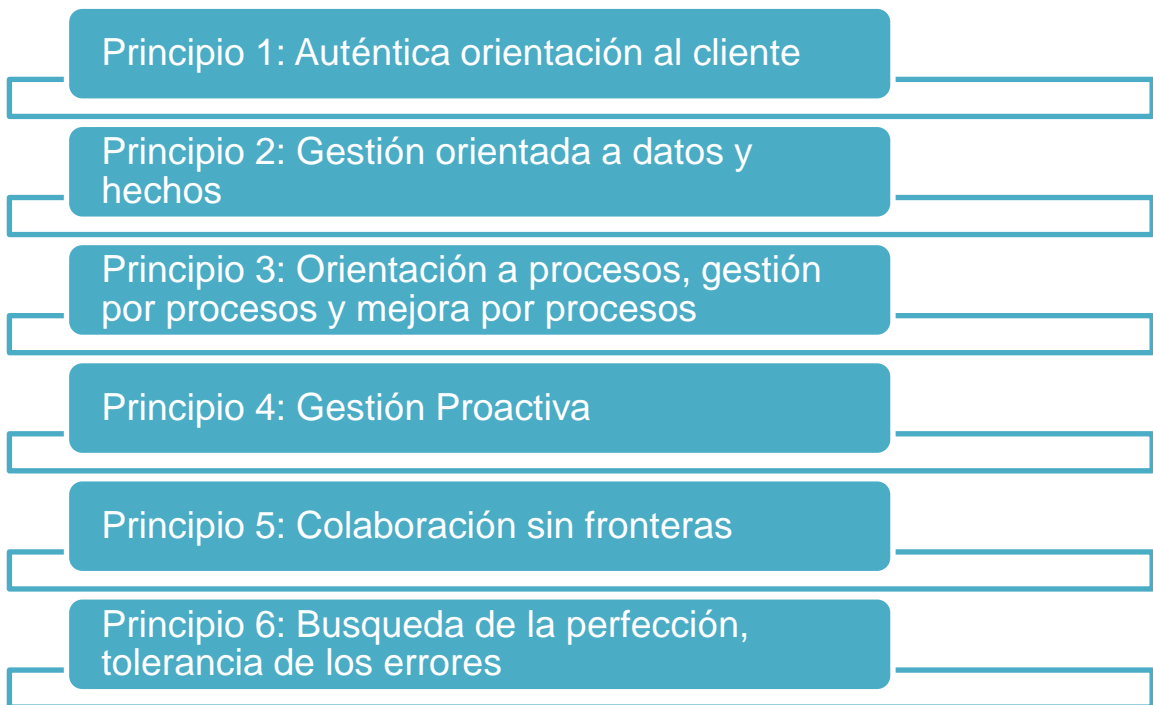 Principio 1: Auténtica orientación al cliente
Principio 2: Gestión orientada a datos y
hechos
Principio 3: Orientación a procesos, gestión
por procesos y mejora por procesos
Principio 4: Gestión Proactiva
Principio 5: Colaboración sin fronteras
Principio 6: Busqueda de la perfección,
tolerancia de los errores